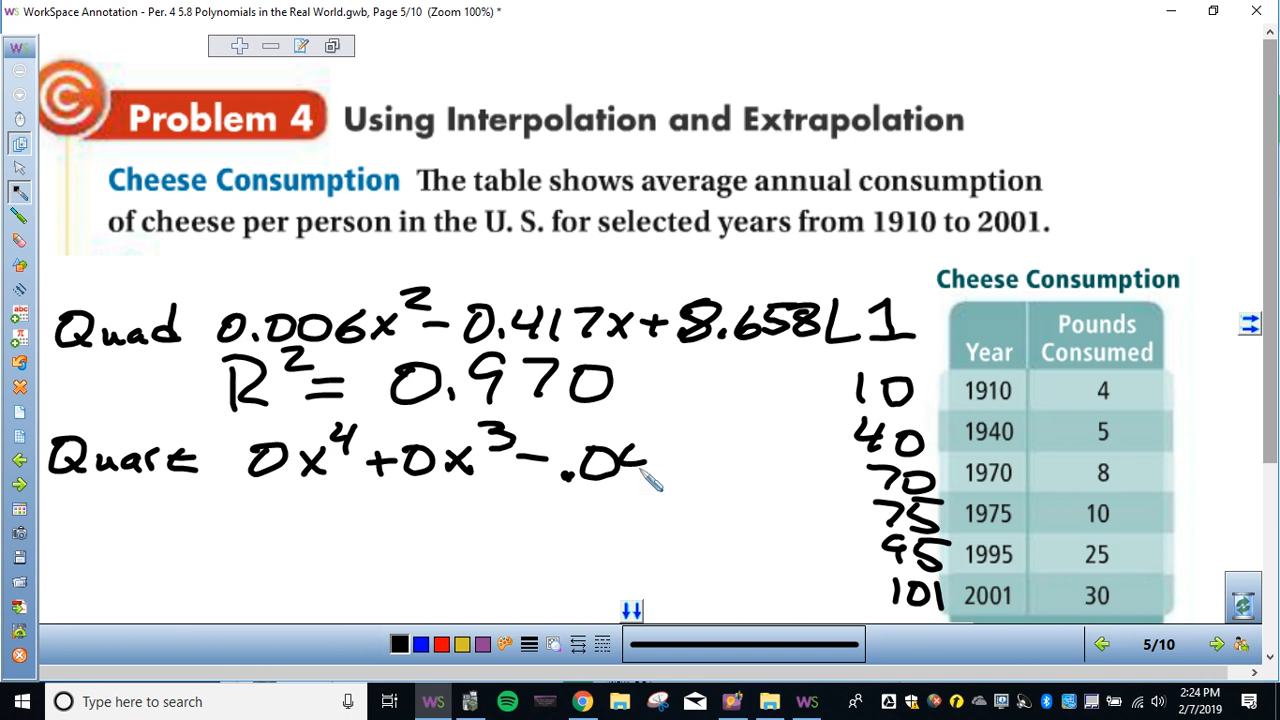 WorkSpace Annotation - Per. 4 5.8 Polynomials in the Real World.gwb, Page 5/10 (Zoom 100%) *
C Problem 4 Using Interpolation and Extrapolation
Cheese Consumption The table shows average annual consumption
of cheese per person in the U. S. for selected years from 1910 to 2001.
Quad 0.006x² - 0.417x + 8.658
R² = 0.970
Quart 0x⁴ + 0x³ - .0
L1
10
40
70
75
95
101
Cheese Consumption
Year Pounds Consumed
1910 4
1940 5
1970 8
1975 10
1995 25
2001 30
5/10
Type here to search
2:24 PM
2/7/2019